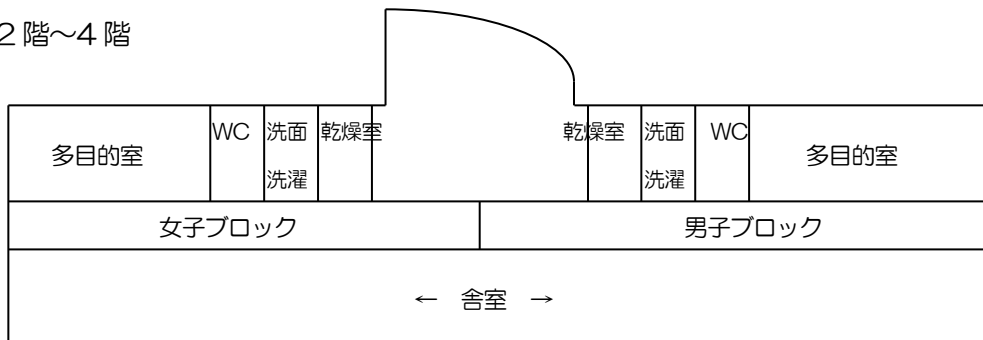 2階~4階
多目的室
WC
洗面
洗濯
乾燥室
乾燥室
洗面
洗濯
WC
多目的室
女子ブロック
男子ブロック
← 舎室 →